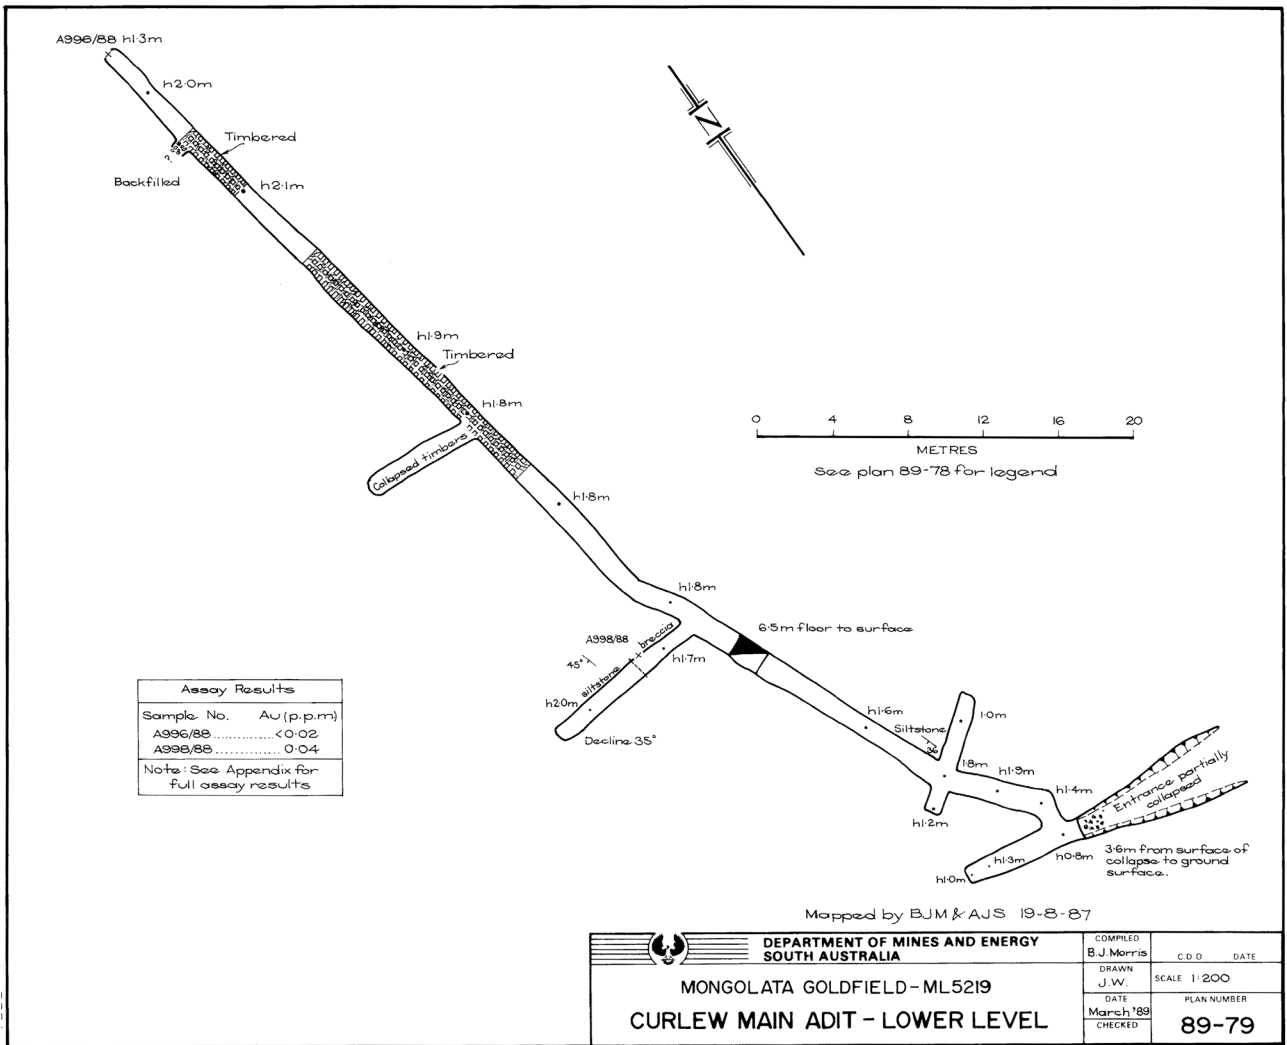 A996/88 h1·3m
h2·0m
Timbered
Backfilled
?
h2·1m
N
h1·9m
Timbered
h1·8m
Collapsed timbers
0 4 8 12 16 20
METRES
See plan 89-78 for legend
h1·8m
h1·8m
6·5m floor to surface
A998/88
breccia
45°
siltstone
h1·7m
h2·0m
Decline 35°
h1·6m
Siltstone
36
1·0m
1·8m
h1·9m
h1·4m
h1·2m
Entrance partially
collapsed
h1·3m
h1·0m
h0·8m
3·6m from surface of
collapse to ground
surface.
Assay Results
Sample No. Au (p.p.m)
A996/88 .............. <0·02
A998/88 ............... 0·04
Note: See Appendix for
full assay results
Mapped by BJM & AJS 19-8-87
DEPARTMENT OF MINES AND ENERGY
SOUTH AUSTRALIA
MONGOLATA GOLDFIELD - ML5219
CURLEW MAIN ADIT - LOWER LEVEL
COMPILED
B.J.Morris
DRAWN
J.W.
DATE
March '89
CHECKED
C D O DATE
SCALE 1:200
PLAN NUMBER
89-79